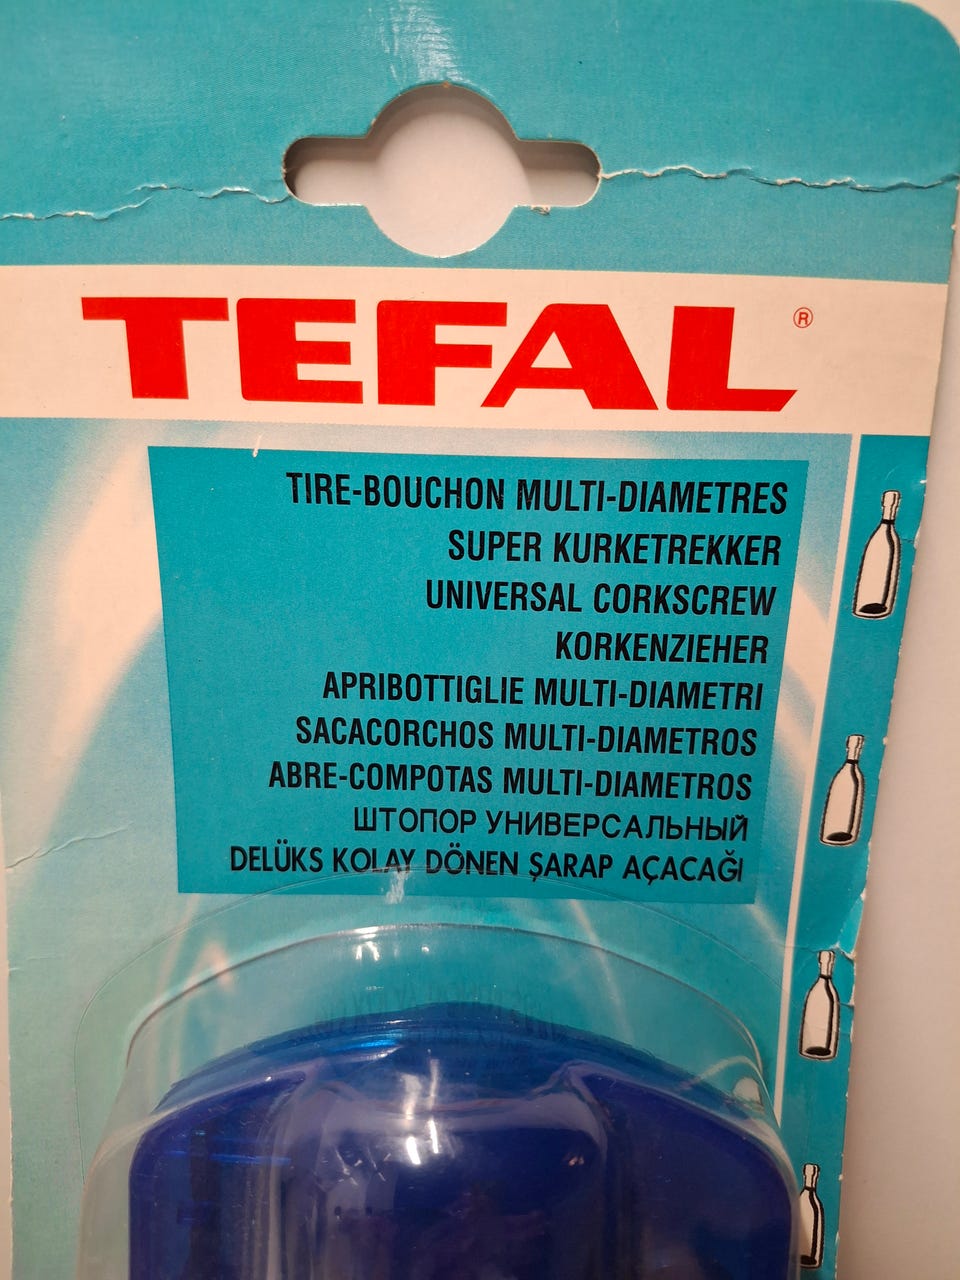 TEFAL®
TIRE-BOUCHON MULTI-DIAMETRES
SUPER KURKETREKKER
UNIVERSAL CORKSCREW
KORKENZIEHER
APRIBOTTIGLIE MULTI-DIAMETRI
SACACORCHOS MULTI-DIAMETROS
ABRE-COMPOTAS MULTI-DIAMETROS
ШТОПОР УНИВЕРСАЛЬНЫЙ
DELÜKS KOLAY DÖNEN ŞARAP AÇACAĞI